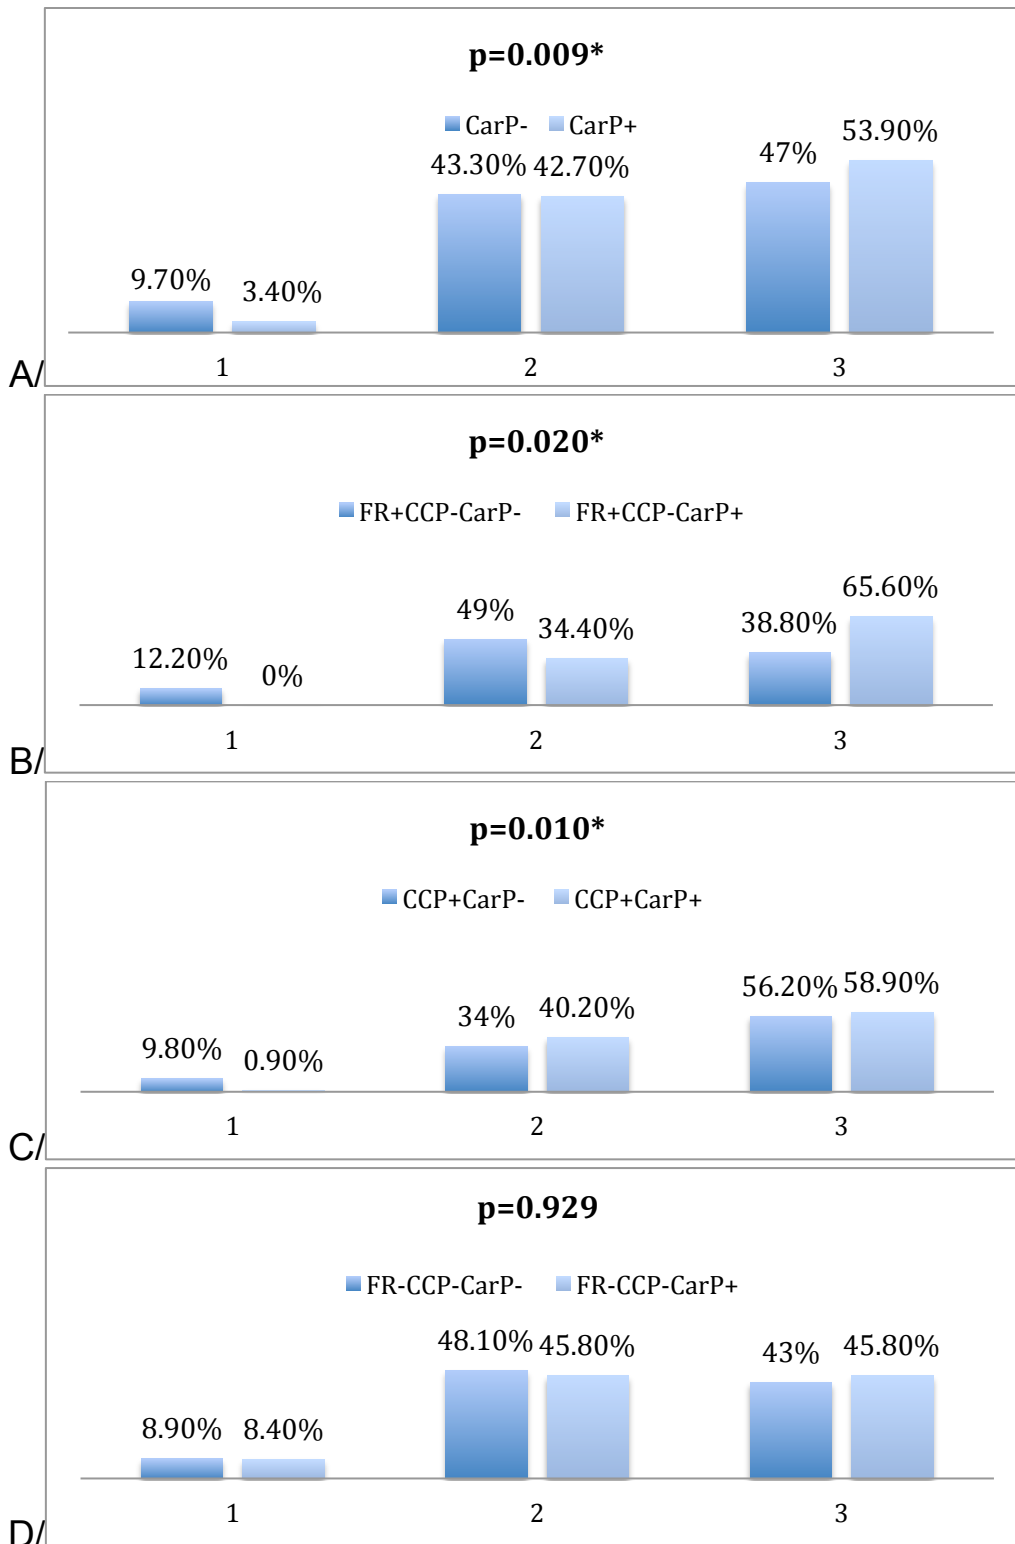 p=0.009*
CarP- CarP+
9.70% 3.40% 43.30% 42.70% 47% 53.90%
1 2 3
A/
p=0.020*
FR+CCP-CarP- FR+CCP-CarP+
12.20% 0% 49% 34.40% 38.80% 65.60%
1 2 3
B/
p=0.010*
CCP+CarP- CCP+CarP+
9.80% 0.90% 34% 40.20% 56.20% 58.90%
1 2 3
C/
p=0.929
FR-CCP-CarP- FR-CCP-CarP+
8.90% 8.40% 48.10% 45.80% 43% 45.80%
1 2 3
D/